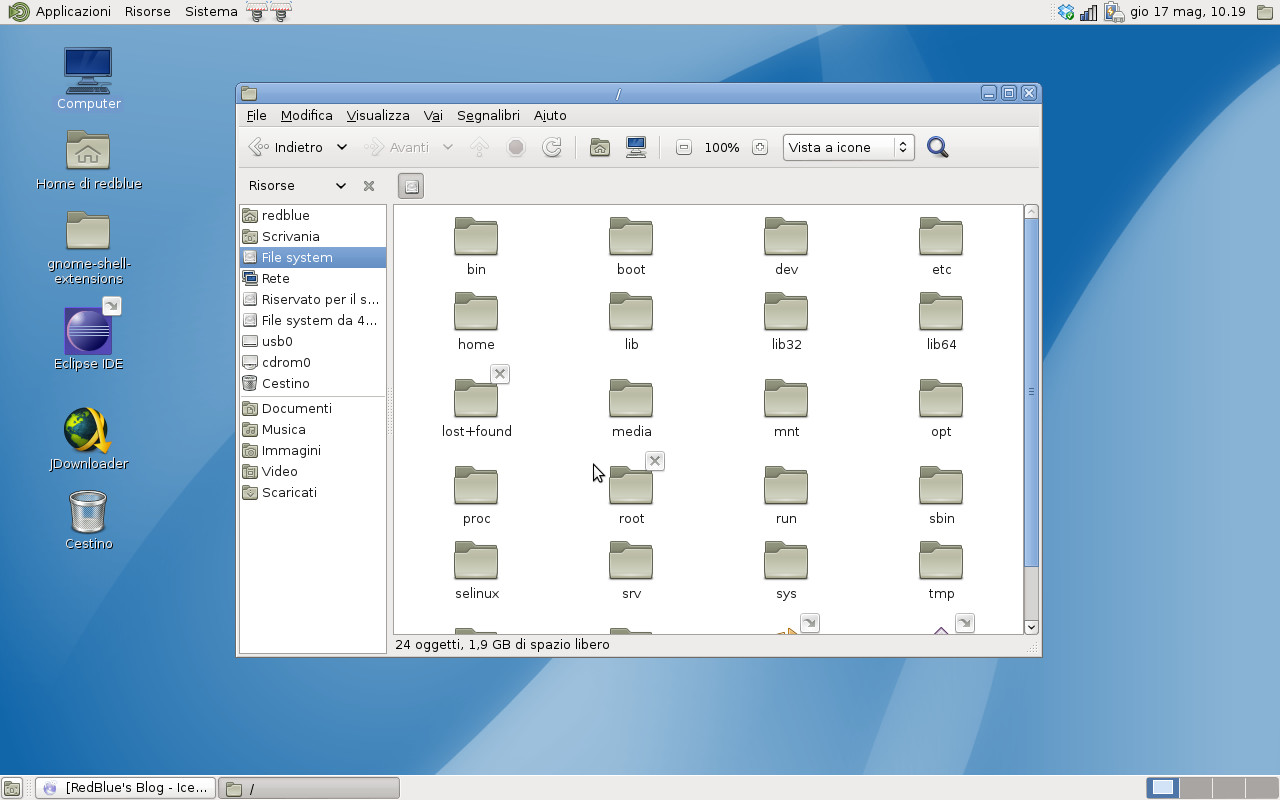 Applicazioni Risorse Sistema gio 17 mag, 10.19
Computer
Home di redblue
gnome-shell-
extensions
Eclipse IDE
JDownloader
Cestino
/
File Modifica Visualizza Vai Segnalibri Aiuto
Indietro Avanti 100% Vista a icone
Risorse
redblue
Scrivania
File system
Rete
Riservato per il s...
File system da 4...
usb0
cdrom0
Cestino
Documenti
Musica
Immagini
Video
Scaricati
bin boot dev etc
home lib lib32 lib64
lost+found media mnt opt
proc root run sbin
selinux srv sys tmp
24 oggetti, 1,9 GB di spazio libero
[RedBlue's Blog - Ice... /